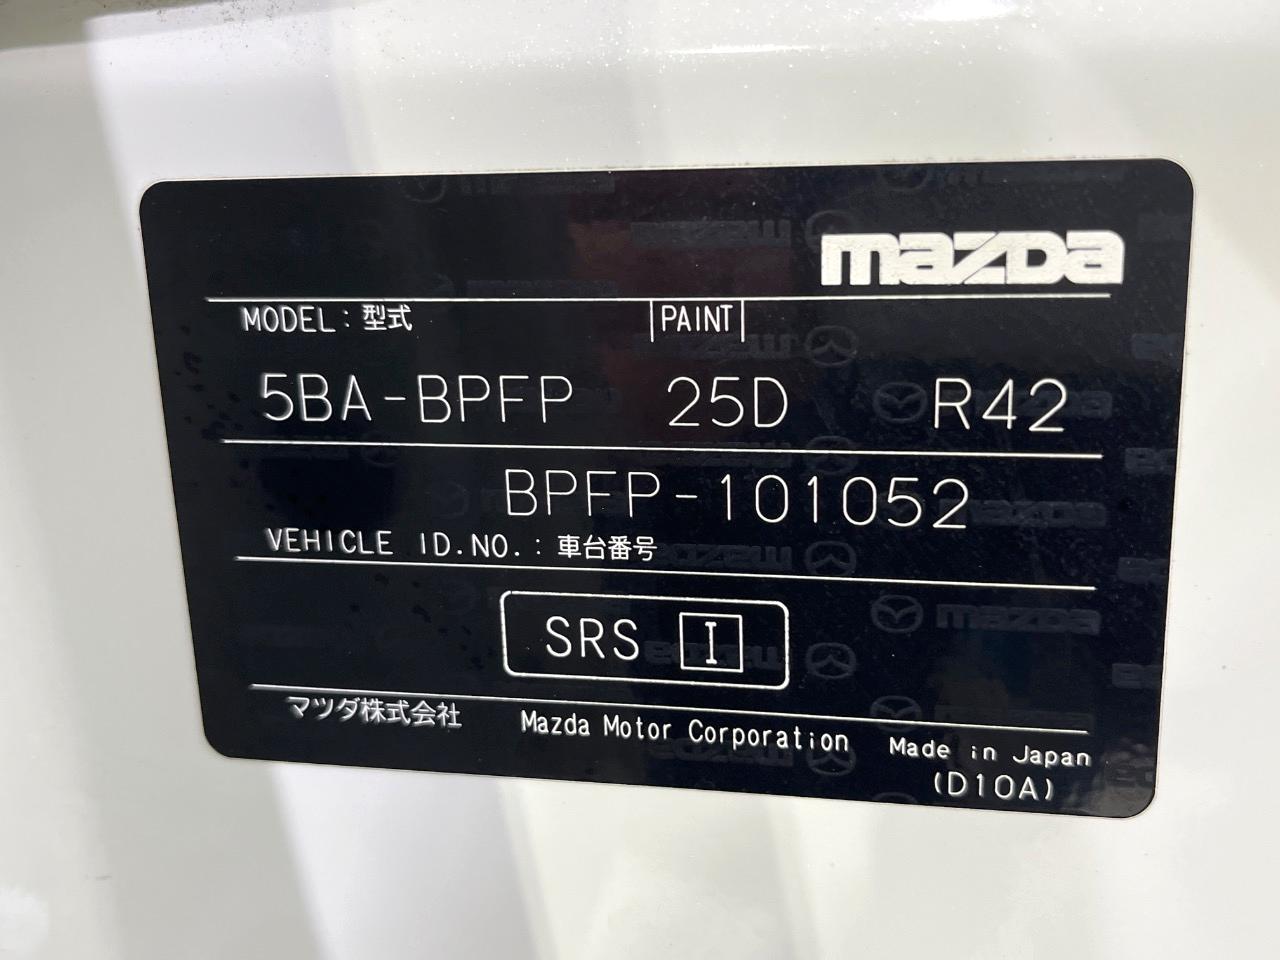 mazda
MODEL:型式 PAINT
5BA-BPFP 25D R42
BPFP-101052
VEHICLE ID.NO.:車台番号
SRS I
マツダ株式会社 Mazda Motor Corporation Made in Japan
(D10A)